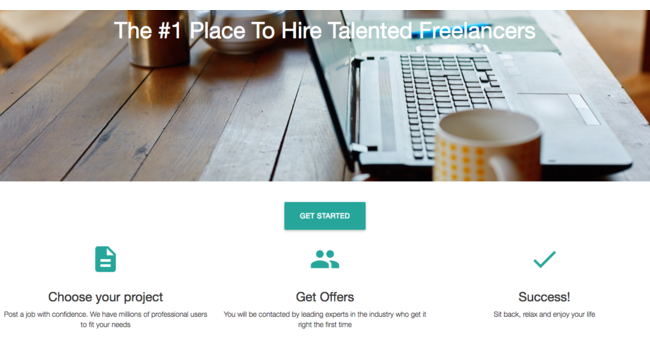 The #1 Place To Hire Talented Freelancers
GET STARTED
Choose your project
Post a job with confidence. We have millions of professional users
to fit your needs
Get Offers
You will be contacted by leading experts in the industry who get it
right the first time
Success!
Sit back, relax and enjoy your life